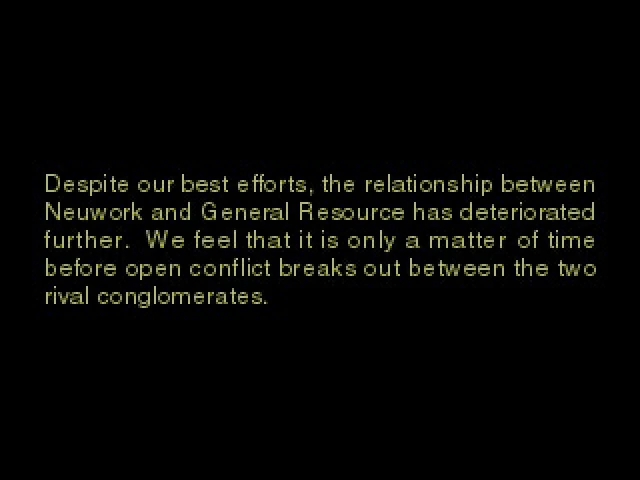 Despite our best efforts, the relationship between
Neuwork and General Resource has deteriorated
further.  We feel that it is only a matter of time
before open conflict breaks out between the two
rival conglomerates.